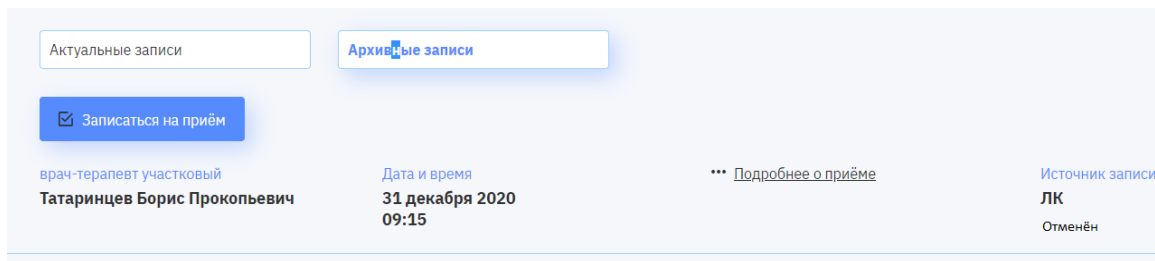 Актуальные записи
Архивные записи
Записаться на приём
врач-терапевт участковый
Татаринцев Борис Прокопьевич
Дата и время
31 декабря 2020
09:15
••• Подробнее о приёме
Источник записи
ЛК
Отменён